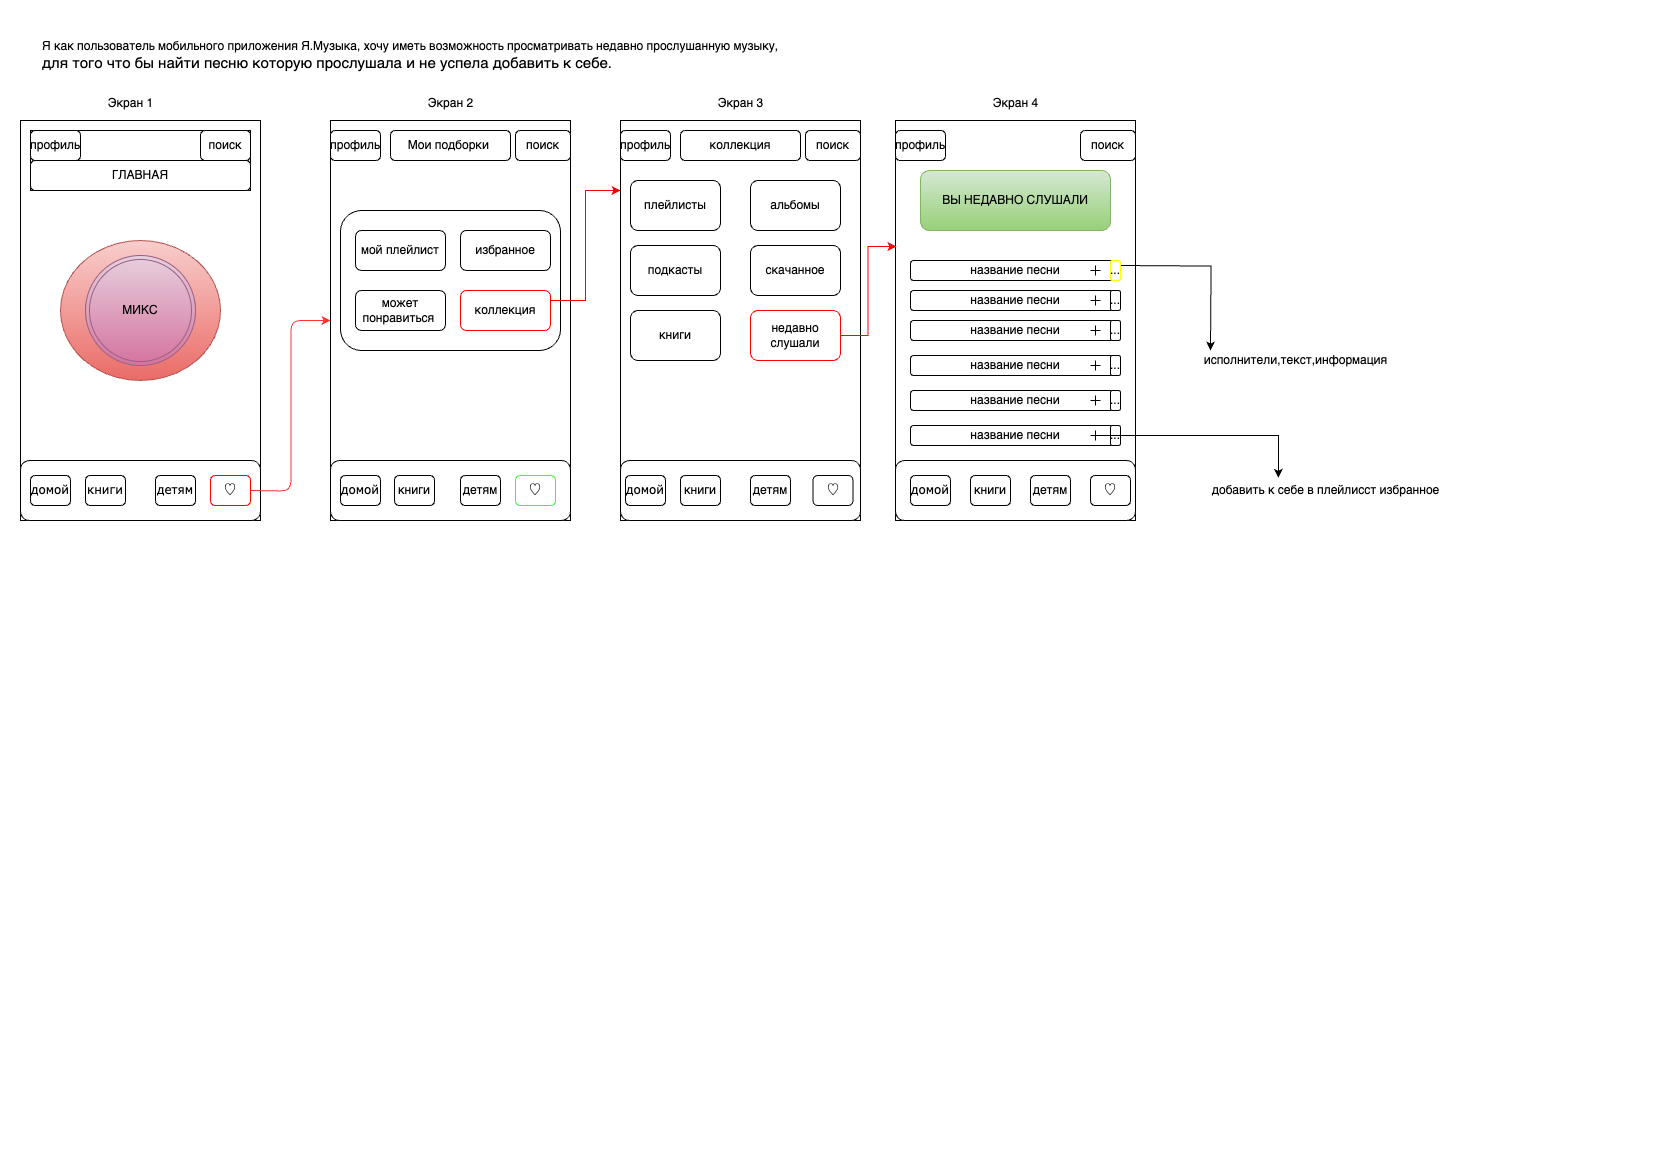 Я как пользователь мобильного приложения Я.Музыка, хочу иметь возможность просматривать недавно прослушанную музыку,
для того что бы найти песню которую прослушала и не успела добавить к себе.
Экран 1
профиль
поиск
ГЛАВНАЯ
МИКС
домой
книги
детям
♡
Экран 2
профиль
Мои подборки
поиск
мой плейлист
избранное
может
понравиться
коллекция
домой
книги
детям
♡
Экран 3
профиль
коллекция
поиск
плейлисты
альбомы
подкасты
скачанное
книги
недавно
слушали
домой
книги
детям
♡
Экран 4
профиль
поиск
ВЫ НЕДАВНО СЛУШАЛИ
название песни + ...
название песни + ...
название песни + ...
название песни + ...
название песни + ...
название песни + ...
домой
книги
детям
♡
исполнители,текст,информация
добавить к себе в плейлисст избранное